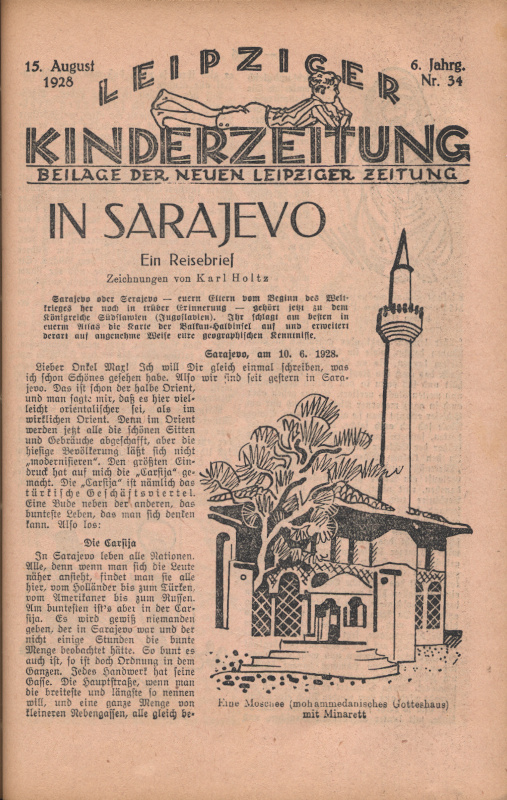 15. August
1928
LEIPZIGER
6. Jahrg.
Nr. 34
KINDERZEITUNG
BEILAGE DER NEUEN LEIPZIGER ZEITUNG
IN SARAJEVO
Ein Reisebrief
Zeichnungen von Karl Holtz
Sarajevo oder Serajevo — euern Eltern vom Beginn des Welt-
krieges her noch in trüber Erinnerung — gehört jetzt zu dem
Königreiche Südslawien (Jugoslavien). Ihr schlagt am besten in
euerm Atlas die Karte der Balkan-Halbinsel auf und erweitert
derart auf angenehme Weise eure geographischen Kenntnisse.
Sarajevo, am 10. 6. 1928.
Lieber Onkel Max! Ich will Dir gleich einmal schreiben, was
ich schon Schönes gesehen habe. Also wir sind seit gestern in Sara-
jevo. Das ist schon der halbe Orient,
und man sagte mir, daß es hier viel-
leicht orientalischer sei, als im
wirklichen Orient. Denn im Orient
werden jetzt alle die schönen Sitten
und Gebräuche abgeschafft, aber die
hiesige Bevölkerung läßt sich nicht
„modernisieren“. Den größten Ein-
druck hat auf mich die „Carsija“ ge-
macht. Die „Carsija“ ist nämlich das
türkische Geschäftsviertel.
Eine Bude neben der anderen, das
bunteste Leben, das man sich denken
kann. Also los:
Die Carsija
In Sarajevo leben alle Nationen.
Alle, denn wenn man sich die Leute
näher ansieht, findet man sie alle
hier, vom Holländer bis zum Türken,
vom Amerikaner bis zum Russen.
Am buntesten ist's aber in der Car-
sija. Es wird gewiß niemanden
geben, der in Sarajevo war und der
nicht einige Stunden die bunte
Menge beobachtet hätte. So bunt es
auch ist, so ist doch Ordnung in dem
Ganzen. Jedes Handwerk hat seine
Gasse. Die Hauptstraße, wenn man
die breiteste und längste so nennen
will, und eine ganze Menge von
kleineren Nebengassen, alle gleich be-
Eine Moschee (mohammedanisches Gotteshaus)
mit Minarett